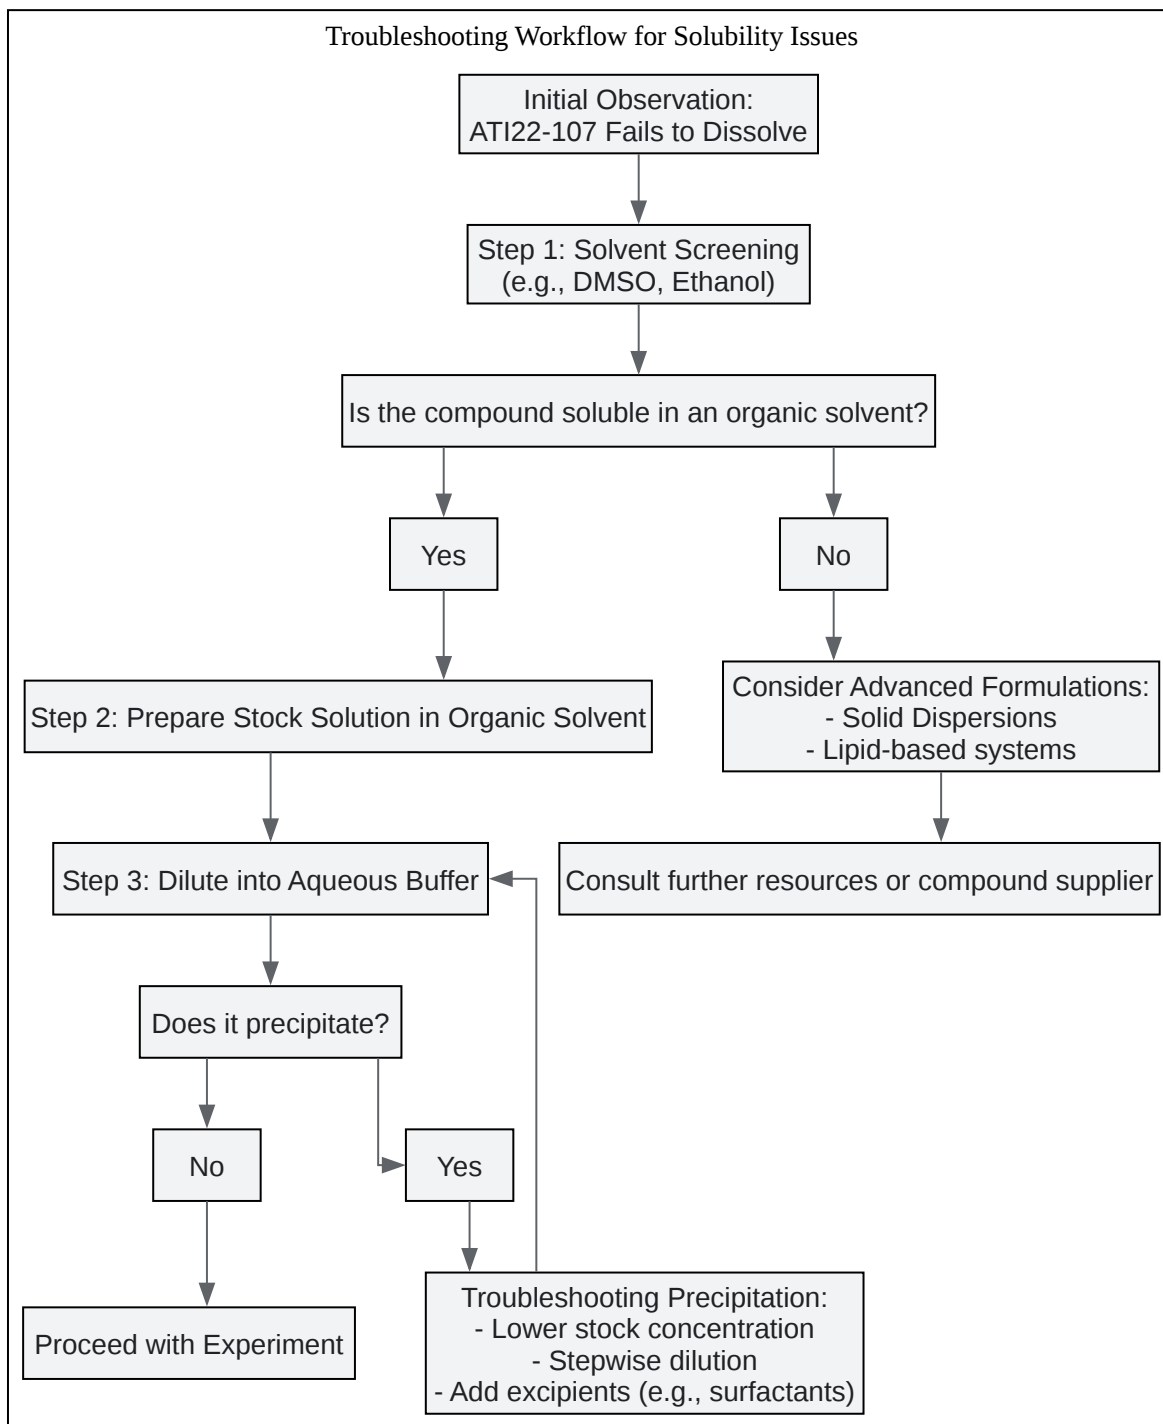 Troubleshooting Workflow for Solubility Issues
Initial Observation:
ATI22-107 Fails to Dissolve
Step 1: Solvent Screening
(e.g., DMSO, Ethanol)
Is the compound soluble in an organic solvent?
Yes
No
Step 2: Prepare Stock Solution in Organic Solvent
Consider Advanced Formulations:
- Solid Dispersions
- Lipid-based systems
Step 3: Dilute into Aqueous Buffer
Consult further resources or compound supplier
Does it precipitate?
No
Yes
Proceed with Experiment
Troubleshooting Precipitation:
- Lower stock concentration
- Stepwise dilution
- Add excipients (e.g., surfactants)